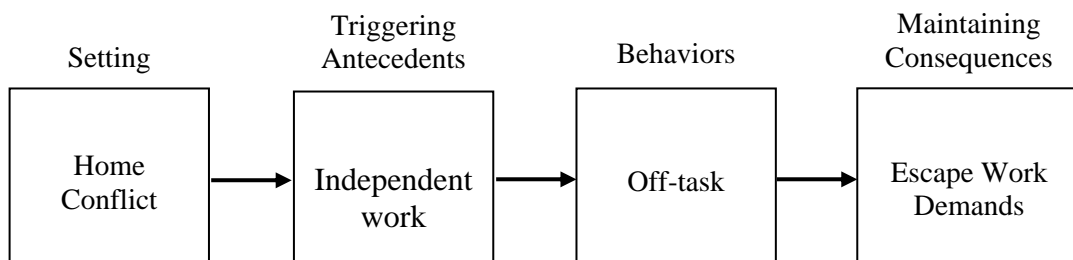 Setting
Triggering
Antecedents
Behaviors
Maintaining
Consequences
Home
Conflict
Independent
work
Off-task
Escape Work
Demands